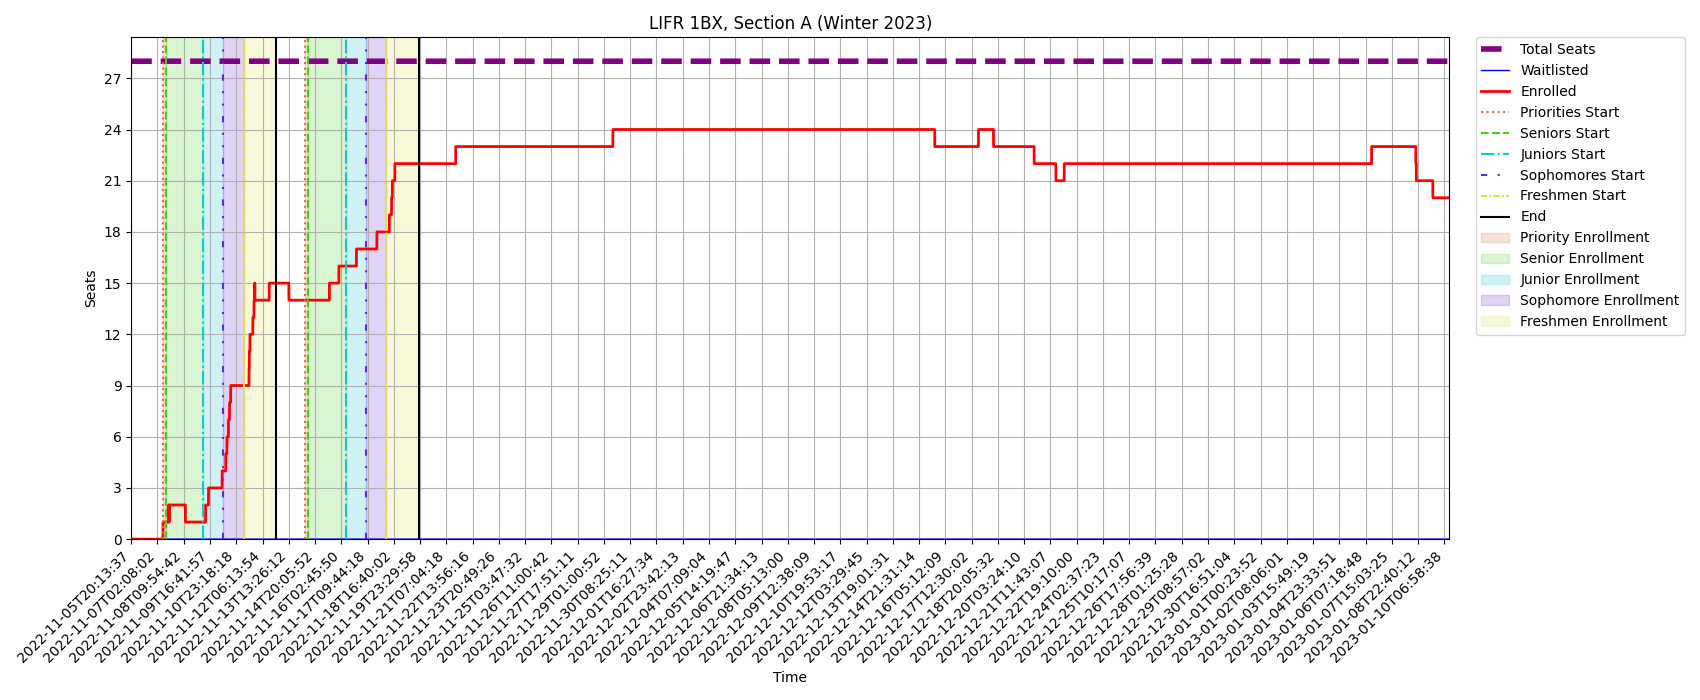 LIFR 1BX, Section A (Winter 2023)
Total Seats
Waitlisted
Enrolled
Priorities Start
Seniors Start
Juniors Start
Sophomores Start
Freshmen Start
End
Priority Enrollment
Senior Enrollment
Junior Enrollment
Sophomore Enrollment
Freshmen Enrollment
Seats
27
24
21
18
15
12
9
6
3
0
2022-11-05T20:13:37
2022-11-07T02:08:02
2022-11-08T09:54:42
2022-11-09T16:41:57
2022-11-10T23:18:18
2022-11-12T06:13:54
2022-11-13T13:26:12
2022-11-14T20:05:52
2022-11-16T02:45:50
2022-11-17T09:44:18
2022-11-18T16:40:02
2022-11-19T23:29:58
2022-11-21T07:04:18
2022-11-22T13:56:16
2022-11-23T20:49:26
2022-11-25T03:47:32
2022-11-26T11:00:42
2022-11-27T17:51:11
2022-11-29T01:00:52
2022-11-30T08:25:11
2022-12-01T16:27:34
2022-12-02T23:42:13
2022-12-04T07:09:04
2022-12-05T14:19:47
2022-12-06T21:34:13
2022-12-08T05:13:00
2022-12-09T12:38:09
2022-12-10T19:53:17
2022-12-12T03:29:45
2022-12-13T19:01:31
2022-12-14T21:31:14
2022-12-16T05:12:09
2022-12-17T12:30:02
2022-12-18T20:05:32
2022-12-20T03:24:10
2022-12-21T11:43:07
2022-12-22T19:10:00
2022-12-24T02:37:23
2022-12-25T10:17:07
2022-12-26T17:56:39
2022-12-28T01:25:28
2022-12-29T08:57:02
2022-12-30T16:51:04
2023-01-01T00:23:52
2023-01-02T08:06:01
2023-01-03T15:49:19
2023-01-04T23:33:51
2023-01-06T07:18:48
2023-01-07T15:03:25
2023-01-08T22:40:12
2023-01-10T06:58:38
Time